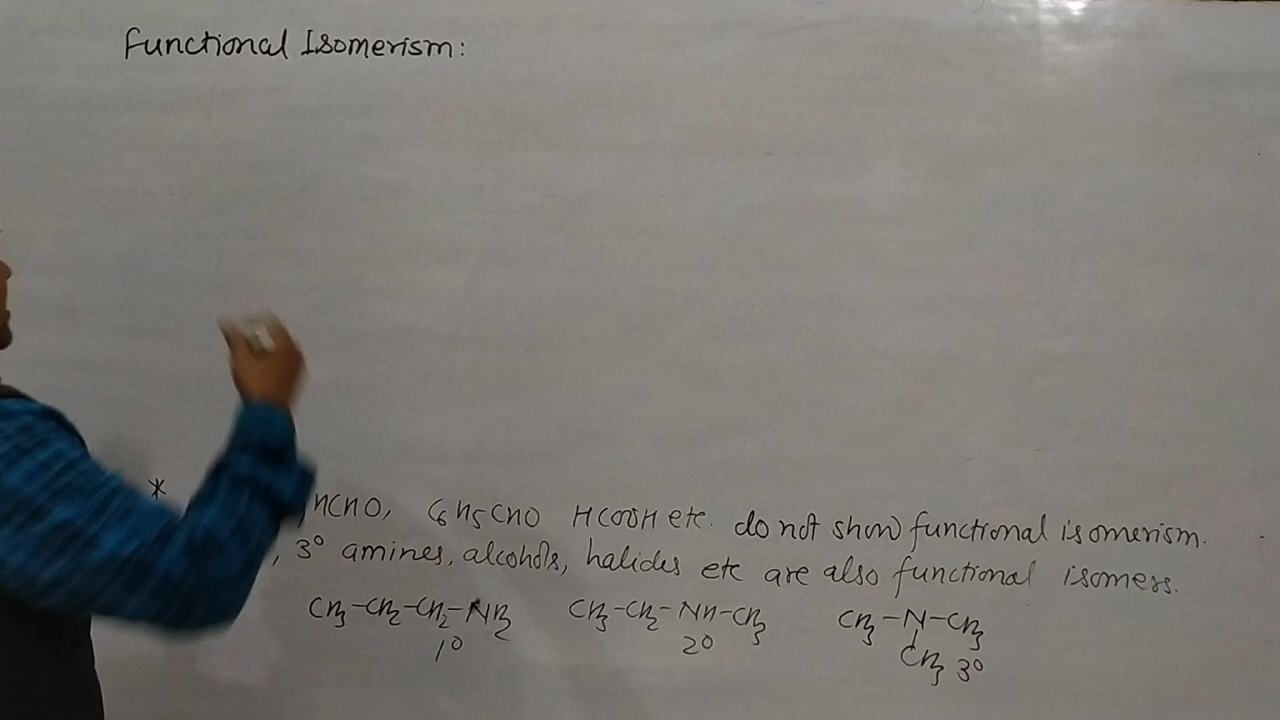 Functional Isomerism:
* HCHO, C6H5CHO HCOOH etc. do not show functional isomerism.
, 3° amines, alcohols, halides etc are also functional isomers.
CH3-CH2-CH2-NH2 CH3-CH2-NH-CH3 CH3-N-CH3
1° 2° CH3 3°